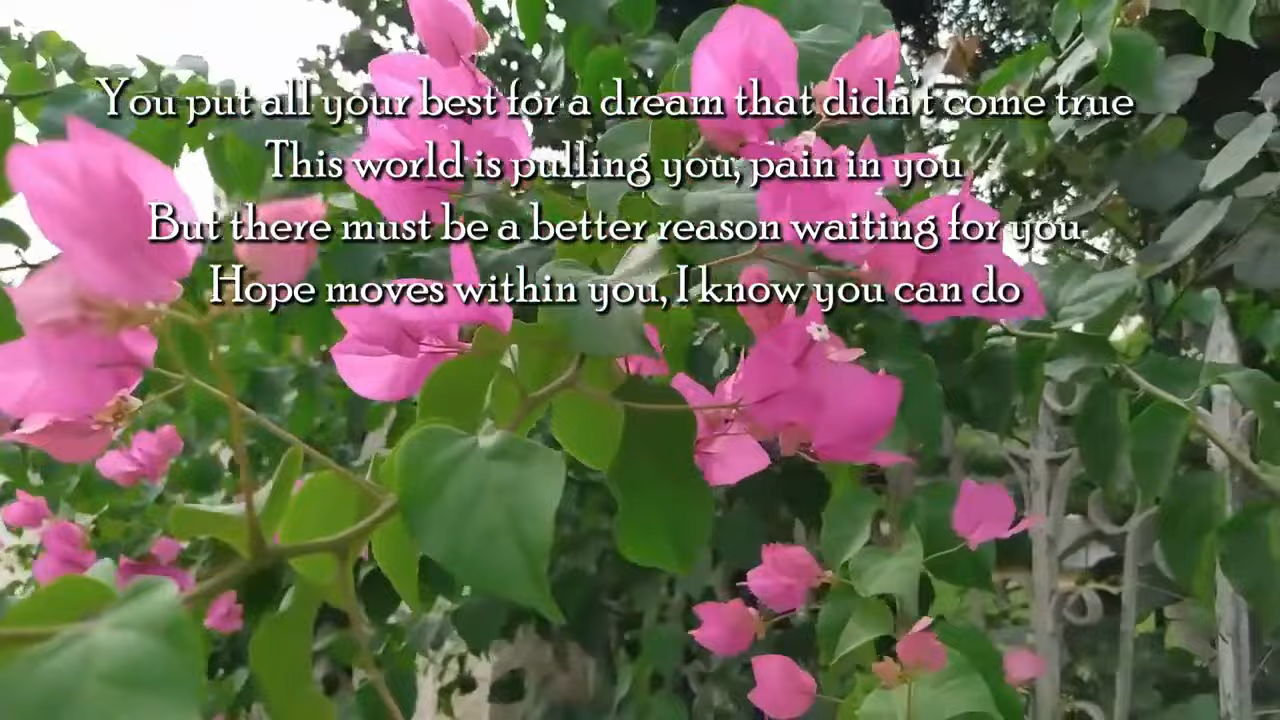 You put all your best for a dream that didn't come true
This world is pulling you, pain in you
But there must be a better reason waiting for you
Hope moves within you, I know you can do